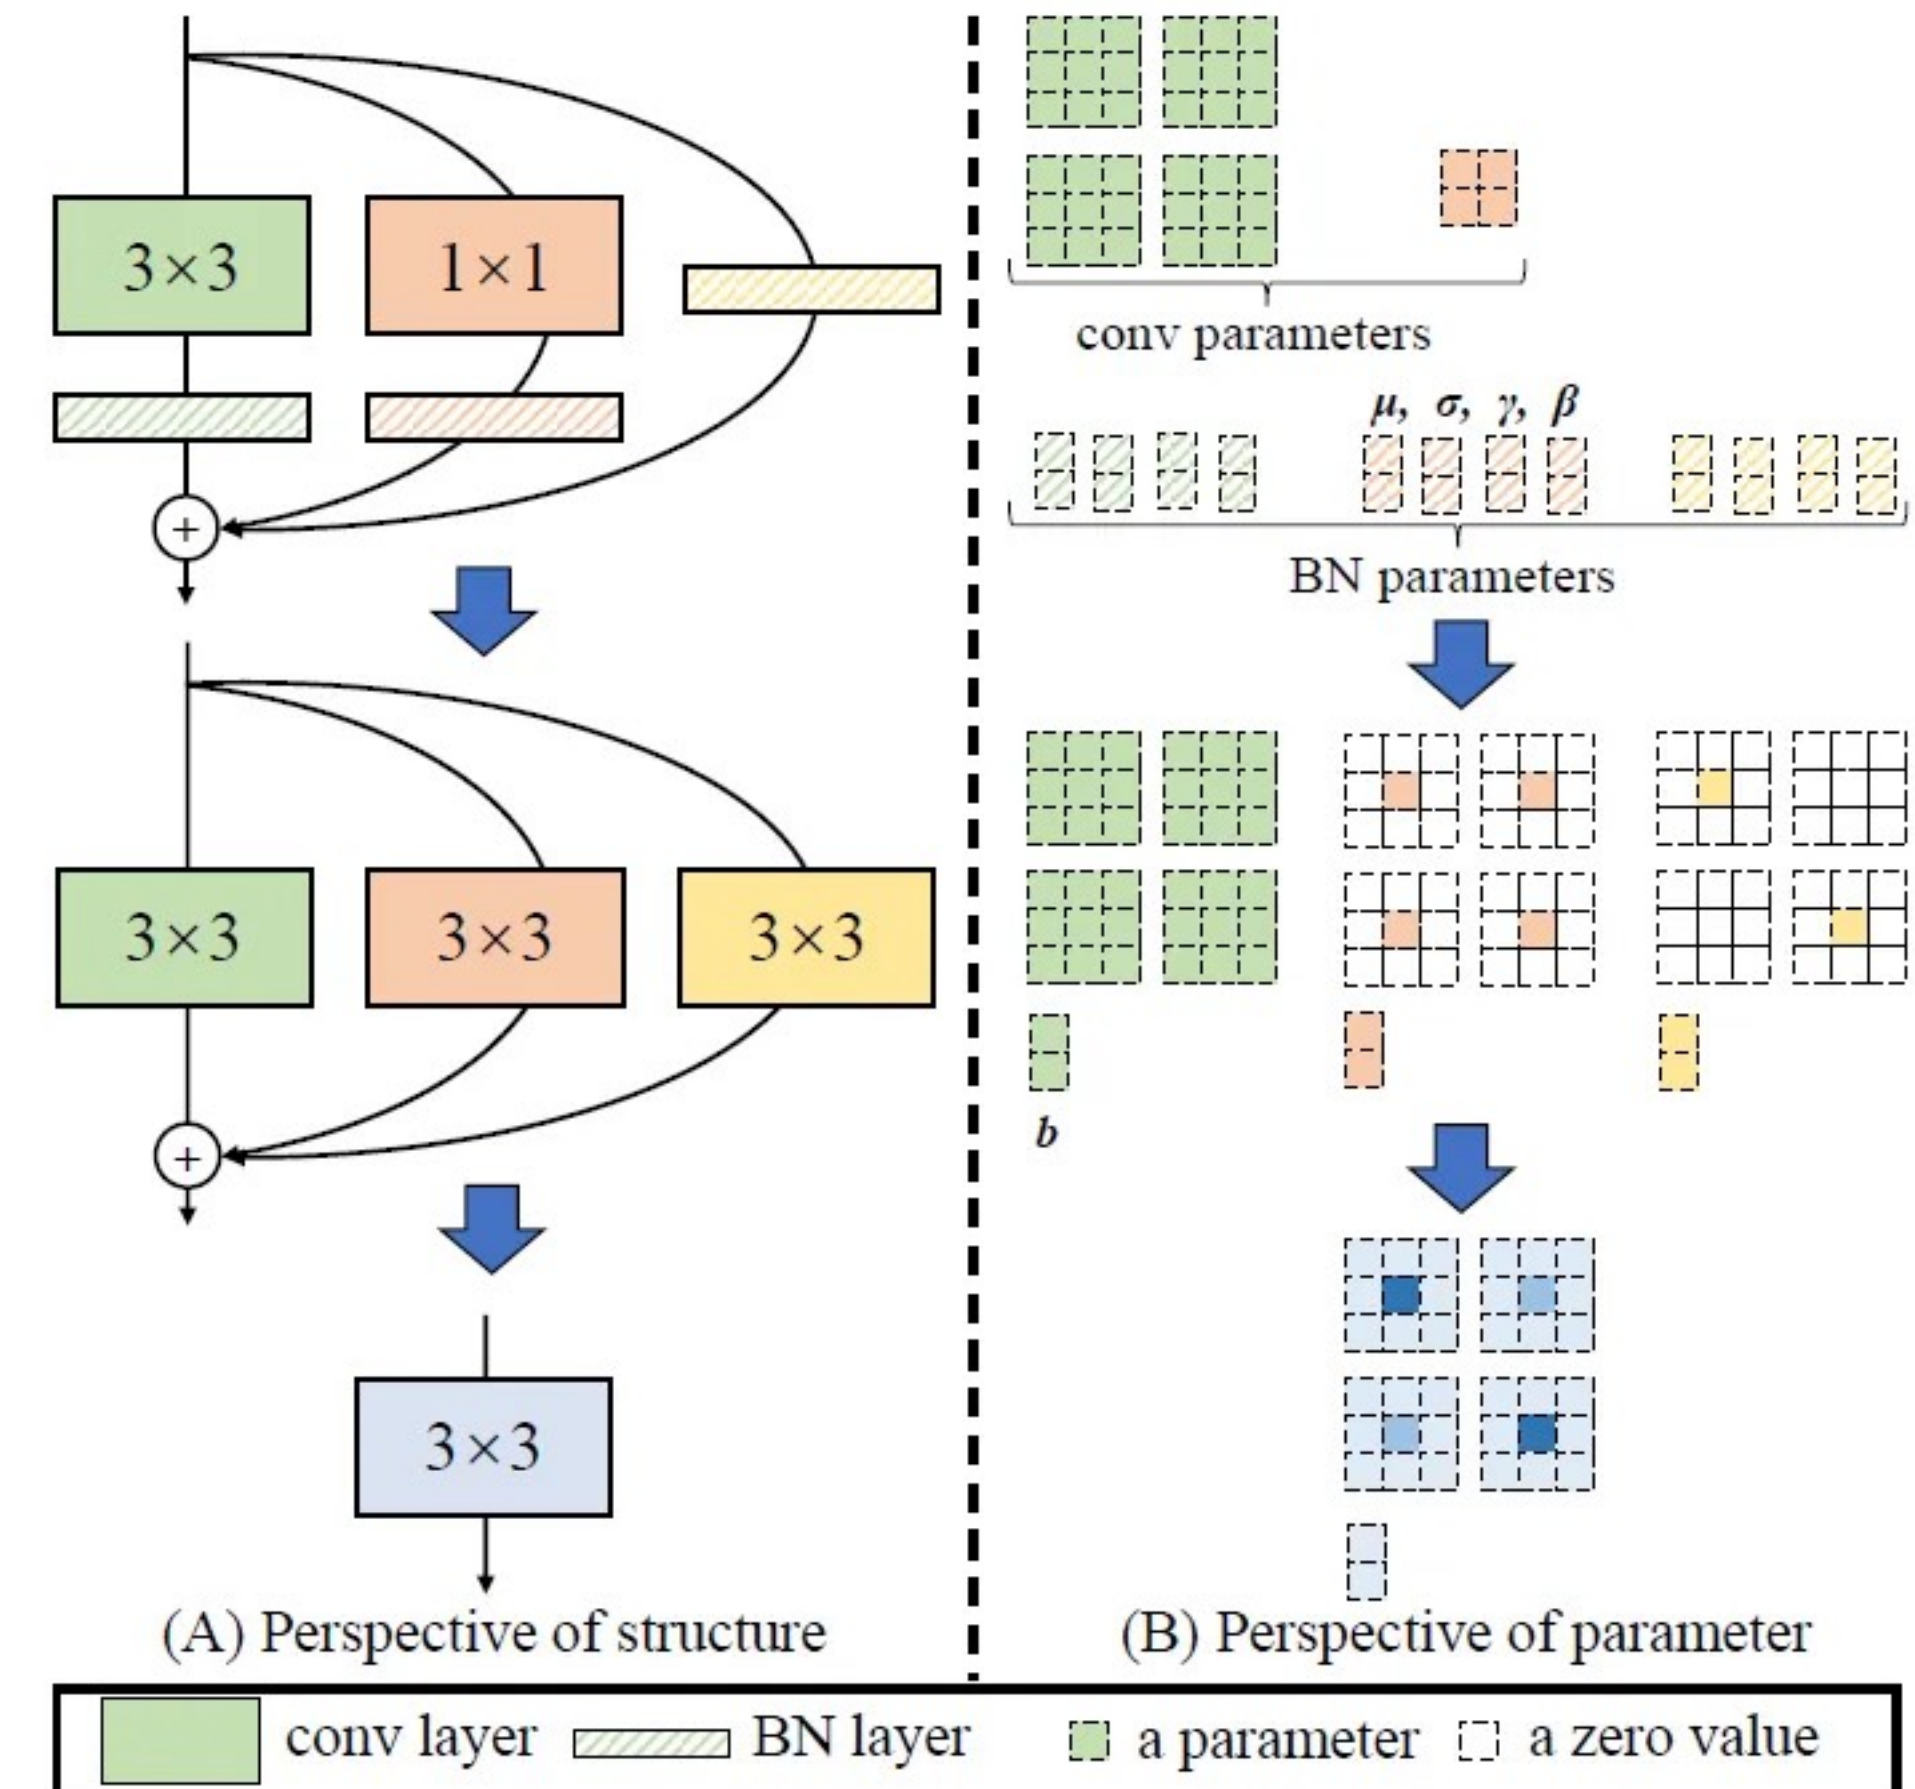 3×3
1×1
+
3×3
3×3
3×3
+
3×3
(A) Perspective of structure
conv parameters
μ, σ, γ, β
BN parameters
b
(B) Perspective of parameter
conv layer
BN layer
a parameter
a zero value